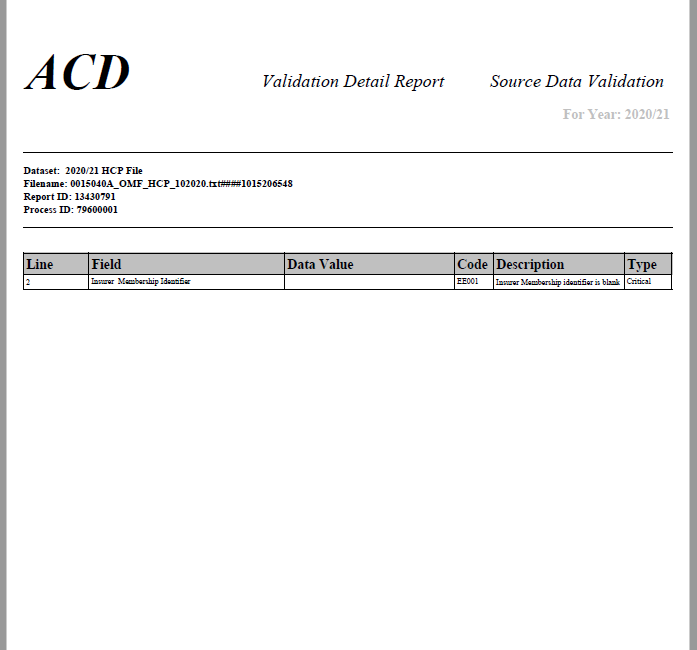 ACD
Validation Detail Report Source Data Validation
For Year: 2020/21
Dataset: 2020/21 HCP File
Filename: 0015040A_OMF_HCP_102020.txt####1015206548
Report ID: 13430791
Process ID: 79600001
Line Field Data Value Code Description Type
2 Insurer Membership Identifier EE001 Insurer Membership identifier is blank Critical